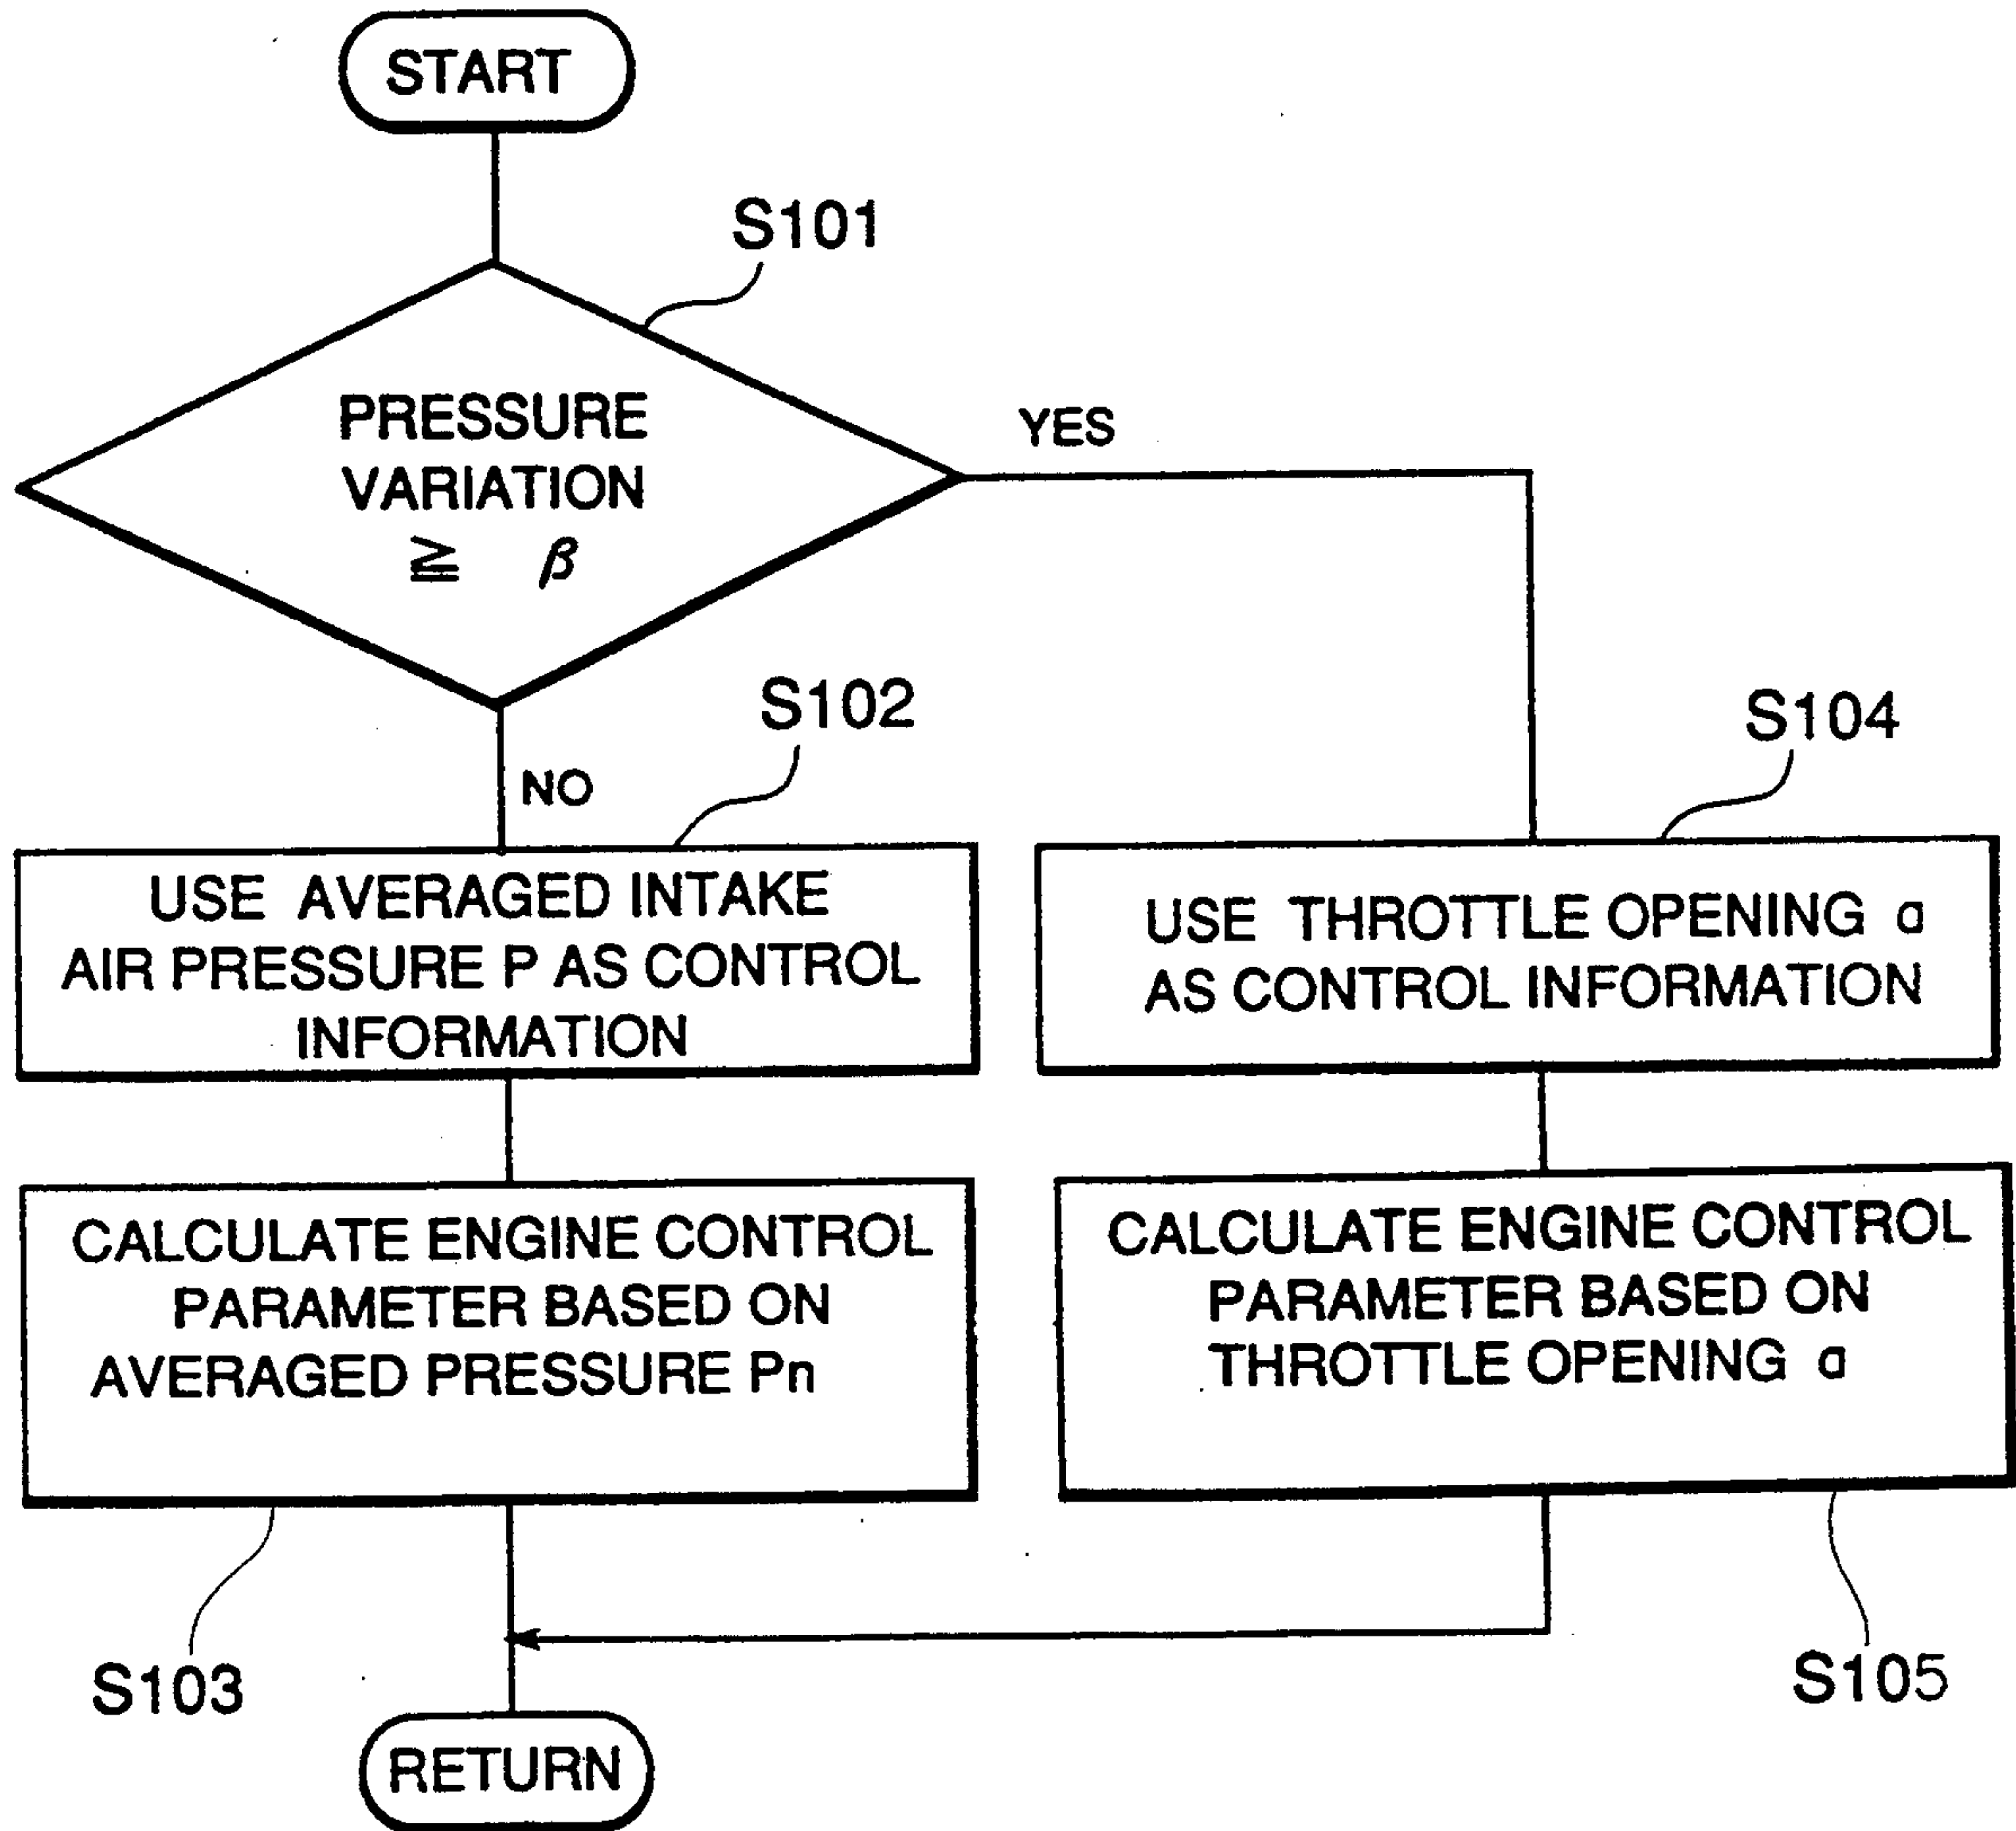 START
S101
PRESSURE
VARIATION
≧ β
YES
NO
S102
USE AVERAGED INTAKE
AIR PRESSURE P AS CONTROL
INFORMATION
S104
USE THROTTLE OPENING α
AS CONTROL INFORMATION
CALCULATE ENGINE CONTROL
PARAMETER BASED ON
AVERAGED PRESSURE Pn
S103
CALCULATE ENGINE CONTROL
PARAMETER BASED ON
THROTTLE OPENING α
S105
RETURN